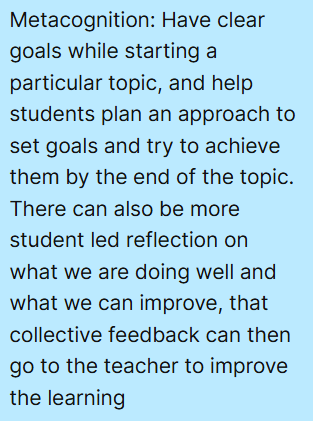 Metacognition: Have clear
goals while starting a
particular topic, and help
students plan an approach to
set goals and try to achieve
them by the end of the topic.
There can also be more
student led reflection on
what we are doing well and
what we can improve, that
collective feedback can then
go to the teacher to improve
the learning